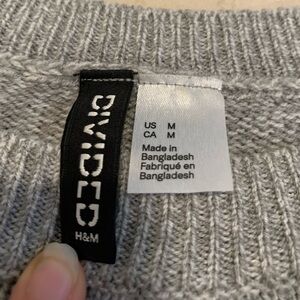 DIVIDED
H&M
US M
CA M
Made in
Bangladesh
Fabriqué en
Bangladesh